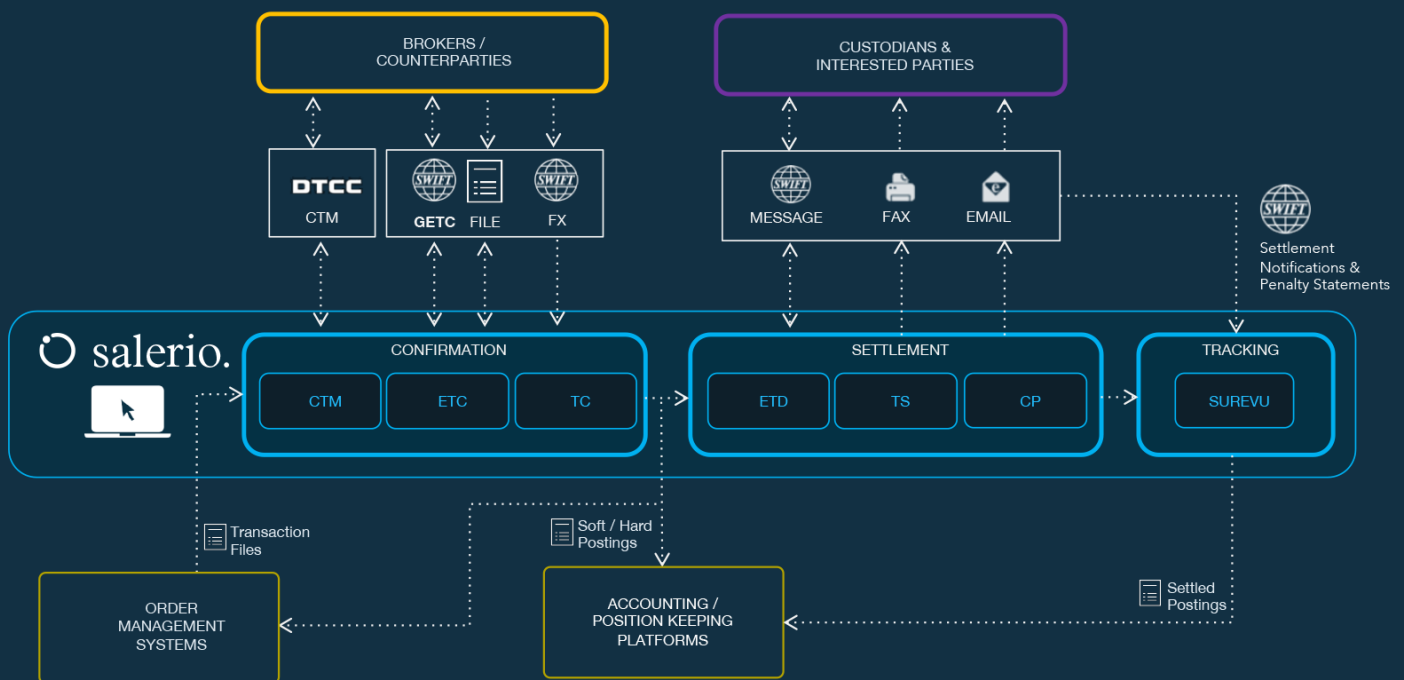 BROKERS /
COUNTERPARTIES
CUSTODIANS &
INTERESTED PARTIES
DTCC
CTM
SWIFT
GETC
FILE
SWIFT
FX
SWIFT
MESSAGE
FAX
e
EMAIL
SWIFT
Settlement
Notifications &
Penalty Statements
salerio.
CONFIRMATION
CTM
ETC
TC
SETTLEMENT
ETD
TS
CP
TRACKING
SUREVU
Transaction
Files
Soft / Hard
Postings
Settled
Postings
ORDER
MANAGEMENT
SYSTEMS
ACCOUNTING /
POSITION KEEPING
PLATFORMS